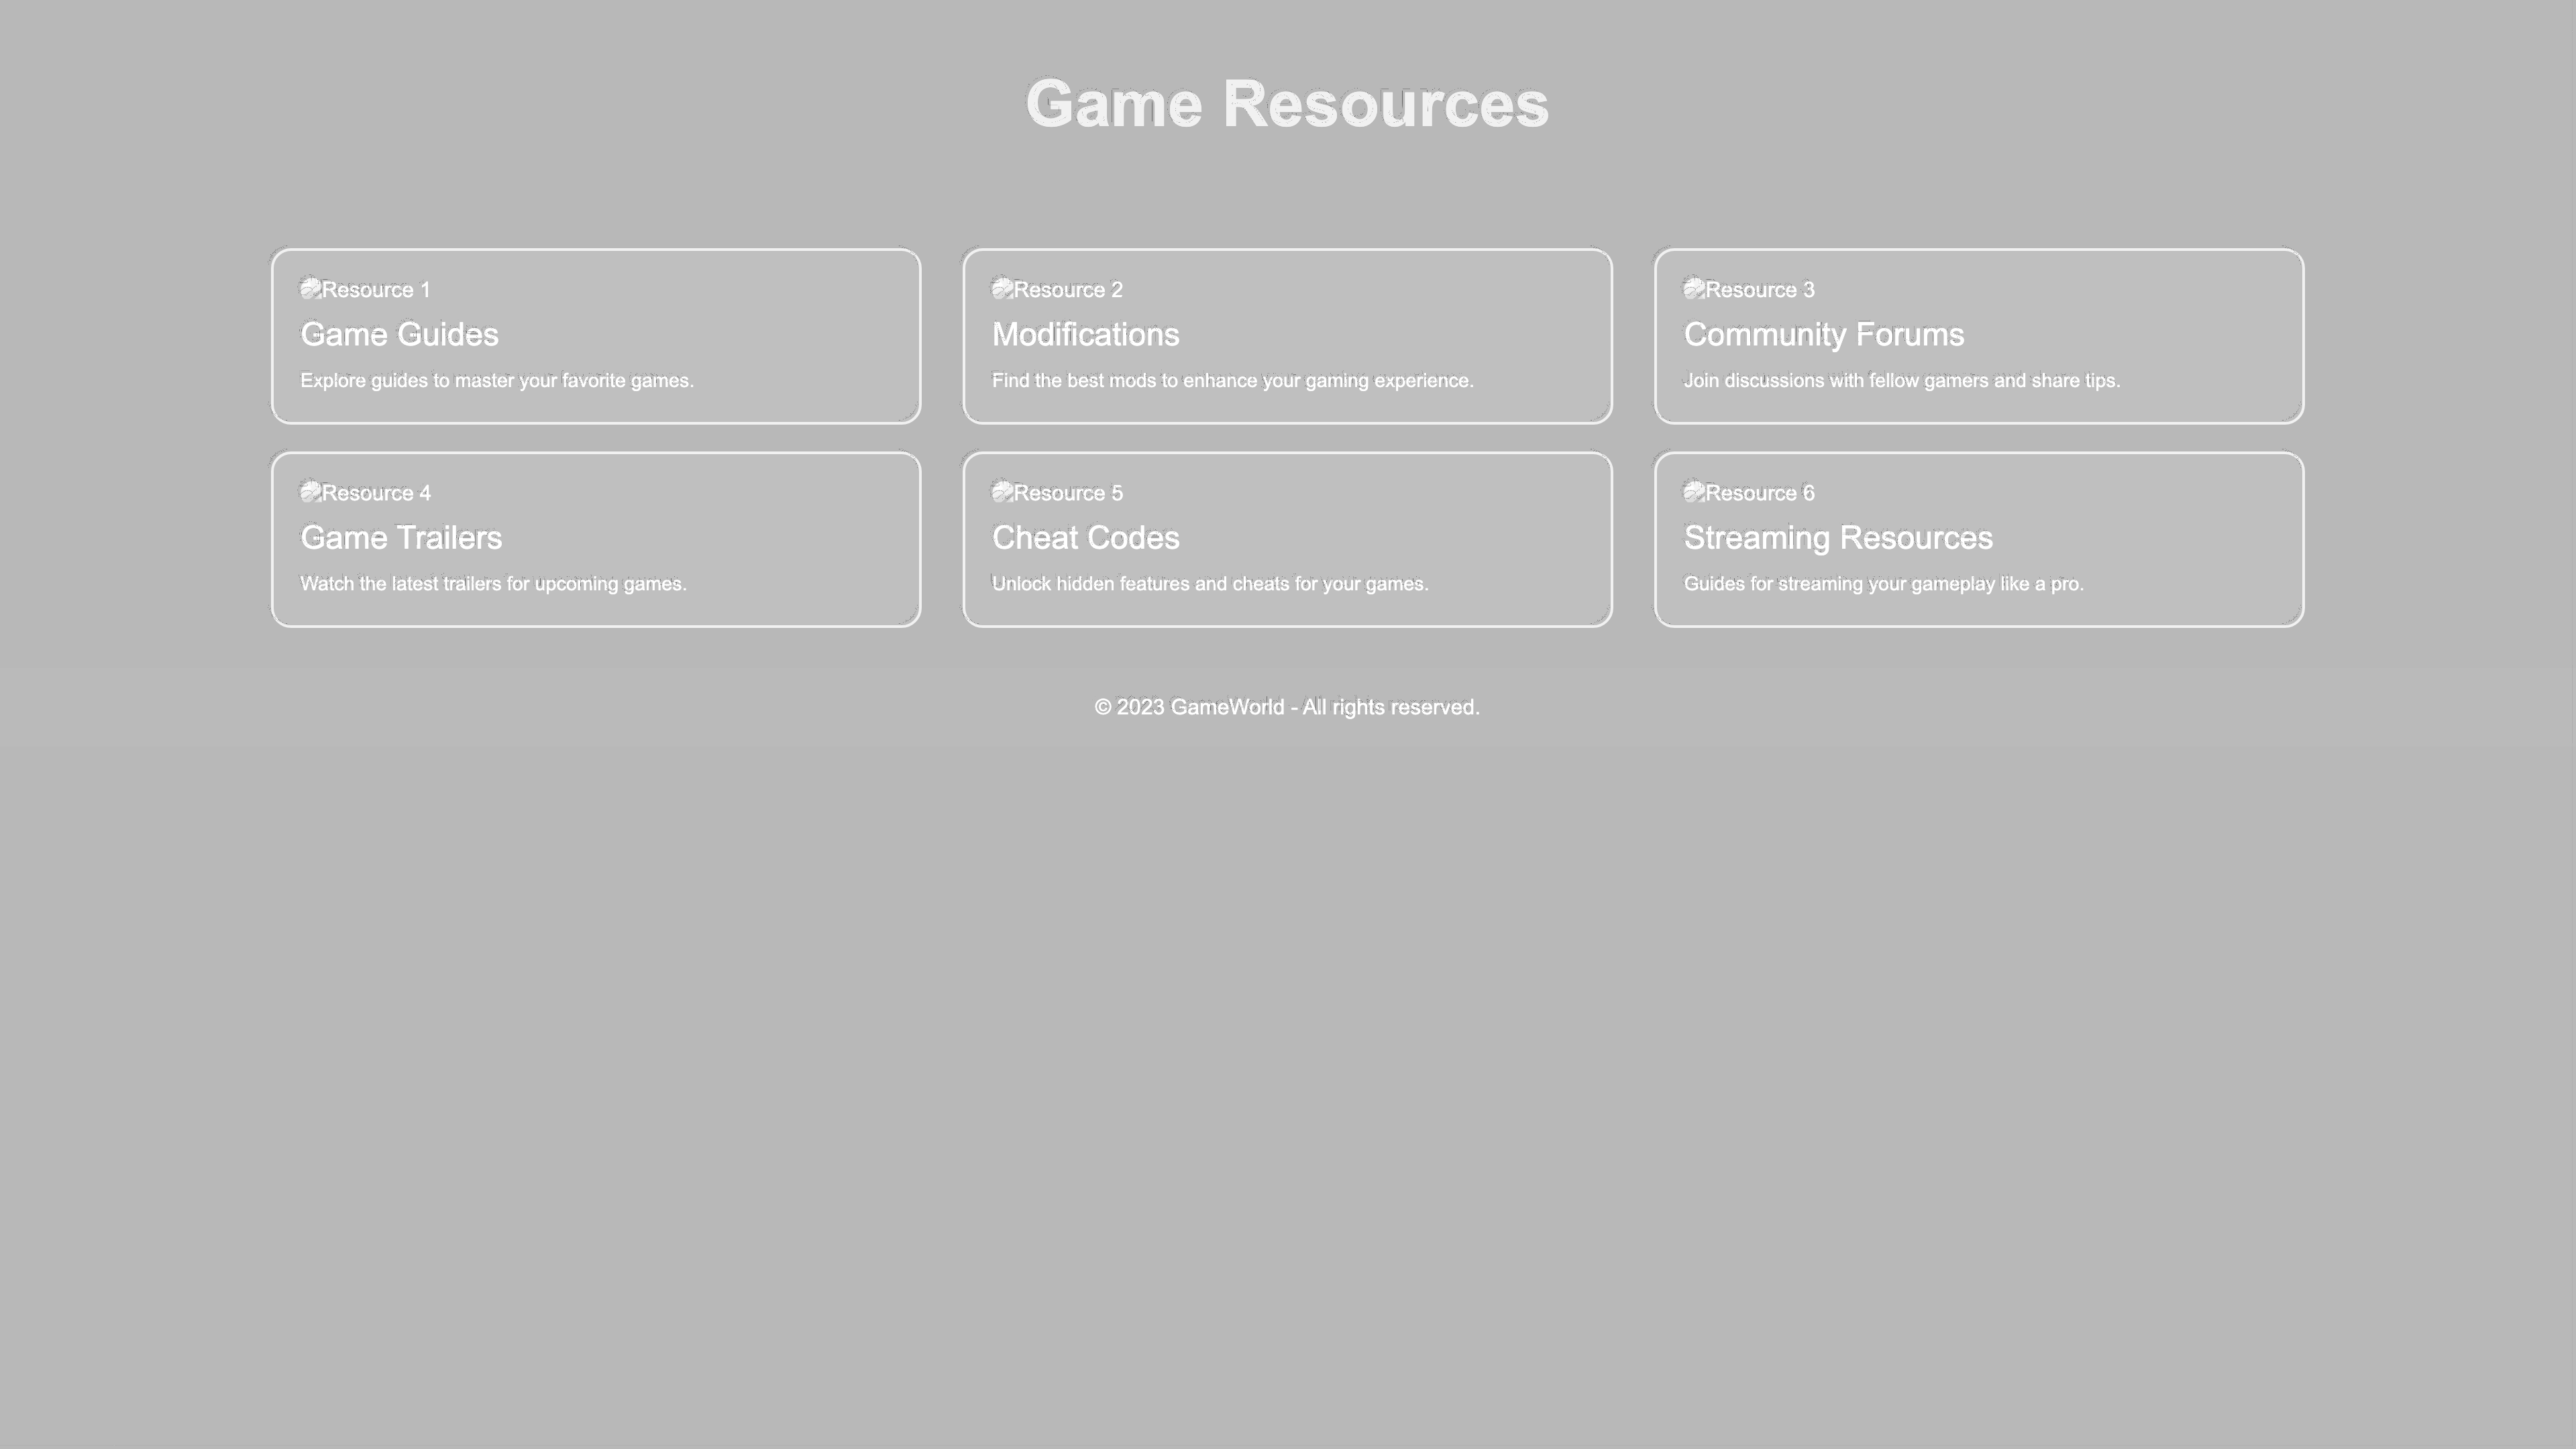 Game Resources
Resource 1
Game Guides
Explore guides to master your favorite games.
Resource 2
Modifications
Find the best mods to enhance your gaming experience.
Resource 3
Community Forums
Join discussions with fellow gamers and share tips.
Resource 4
Game Trailers
Watch the latest trailers for upcoming games.
Resource 5
Cheat Codes
Unlock hidden features and cheats for your games.
Resource 6
Streaming Resources
Guides for streaming your gameplay like a pro.
© 2023 GameWorld - All rights reserved.